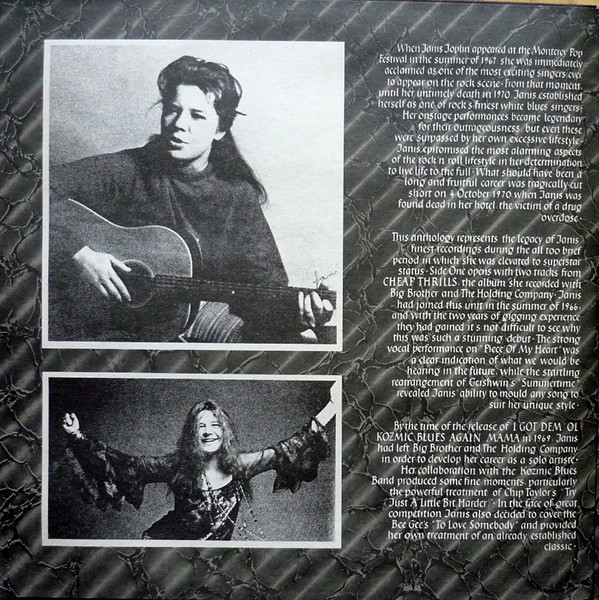 Janis
When Janis Joplin appeared at the Monterey Pop
Festival in the summer of 1967 she was immediately
acclaimed as one of the most exciting singers ever
to appear on the rock scene · From that moment
until her untimely death in 1970 Janis established
herself as one of rock's finest white blues singers ·
Her onstage performances became legendary
for their outrageousness but even these
were surpassed by her own excessive lifestyle ·
Janis epitomised the most alarming aspects
of the rock'n'roll lifestyle in her determination
to live life to the full · What should have been a
long and fruitful career was tragically cut
short on 4 October 1970 when Janis was
found dead in her hotel, the victim of a drug
overdose ·
This anthology represents the legacy of Janis'
finest recordings during the all too brief
period in which she was elevated to superstar
status · Side One opens with two tracks from
CHEAP THRILLS, the album she recorded with
Big Brother and The Holding Company · Janis
had joined this unit in the summer of 1966
and with the two years of gigging experience
they had gained it's not difficult to see why
this was such a stunning debut · The strong
vocal performance on "Piece Of My Heart" was
a clear indication of what we would be
hearing in the future, while the startling
rearrangement of Gershwin's "Summertime"
revealed Janis' ability to mould any song to
suit her unique style ·
By the time of the release of I GOT DEM OL'
KOZMIC BLUES AGAIN MAMA in 1969, Janis
had left Big Brother and The Holding Company
in order to develop her career as a solo artiste ·
Her collaboration with the Kozmic Blues
Band produced some fine moments, particularly
the powerful treatment of Chip Taylor's "Try
(Just A Little Bit Harder)" · In the face of great
competition Janis also decided to cover the
Bee Gee's "To Love Somebody" and provided
her own treatment of an already established
classic ·